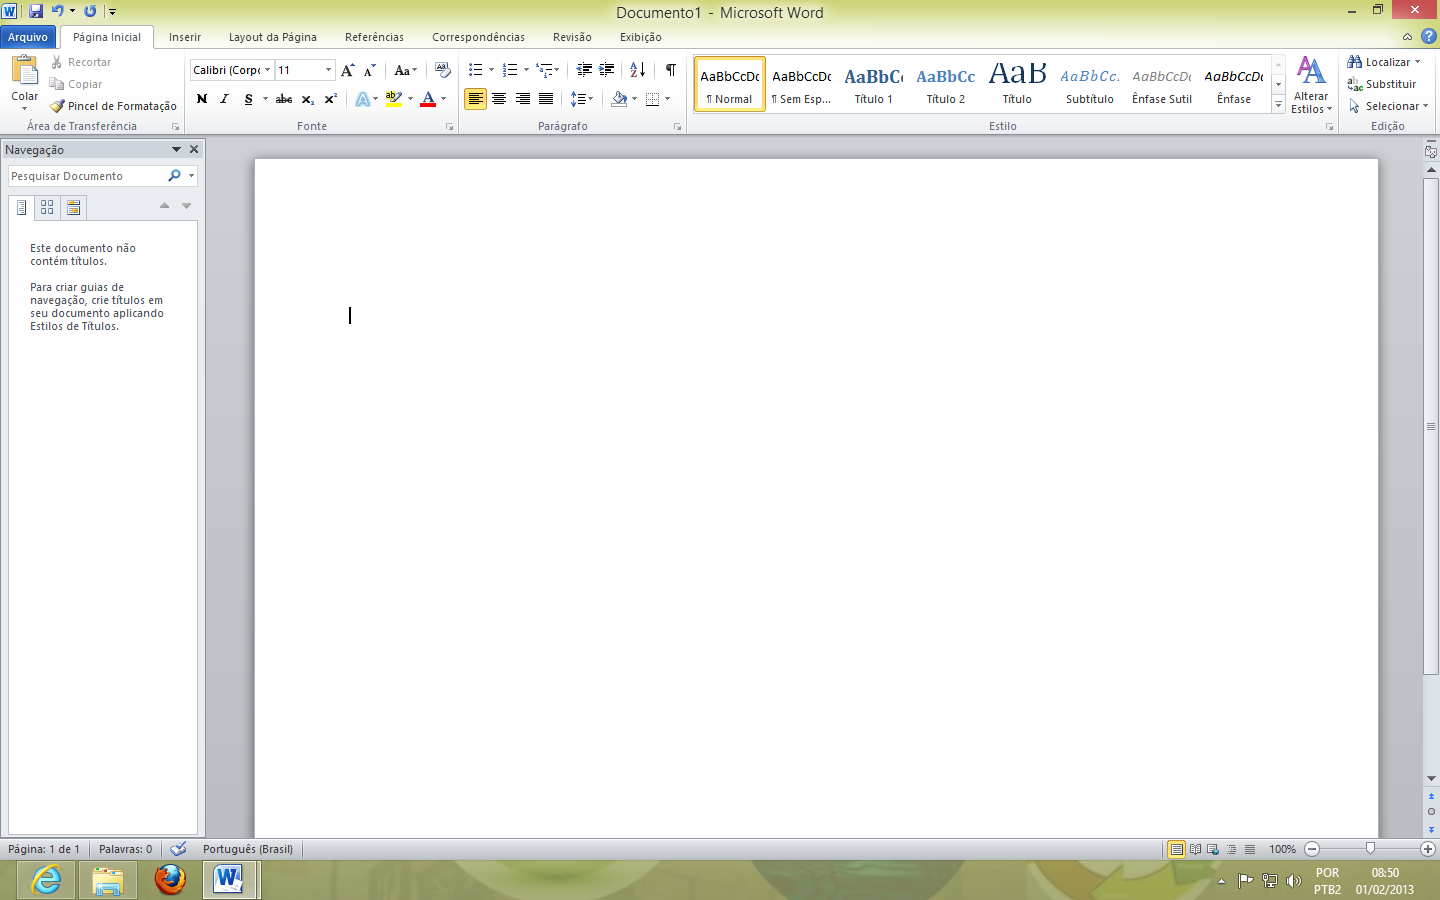 Documento1 - Microsoft Word
Arquivo Página Inicial Inserir Layout da Página Referências Correspondências Revisão Exibição
Colar
Recortar
Copiar
Pincel de Formatação
Área de Transferência
Calibri (Corpo 11
Aa
N I S abc x₂ x²
Fonte
Parágrafo
AaBbCcDc AaBbCcDc AaBbCc AaBbCc AaB AaBbCc. AaBbCcDc AaBbCcDc
¶ Normal ¶ Sem Esp... Título 1 Título 2 Título Subtítulo Ênfase Sutil Ênfase
Alterar
Estilos
Estilo
Localizar
Substituir
Selecionar
Edição
Navegação
Pesquisar Documento
Este documento não
contém títulos.
Para criar guias de
navegação, crie títulos em
seu documento aplicando
Estilos de Títulos.
Página: 1 de 1 Palavras: 0 Português (Brasil) 100%
POR 08:50
PTB2 01/02/2013